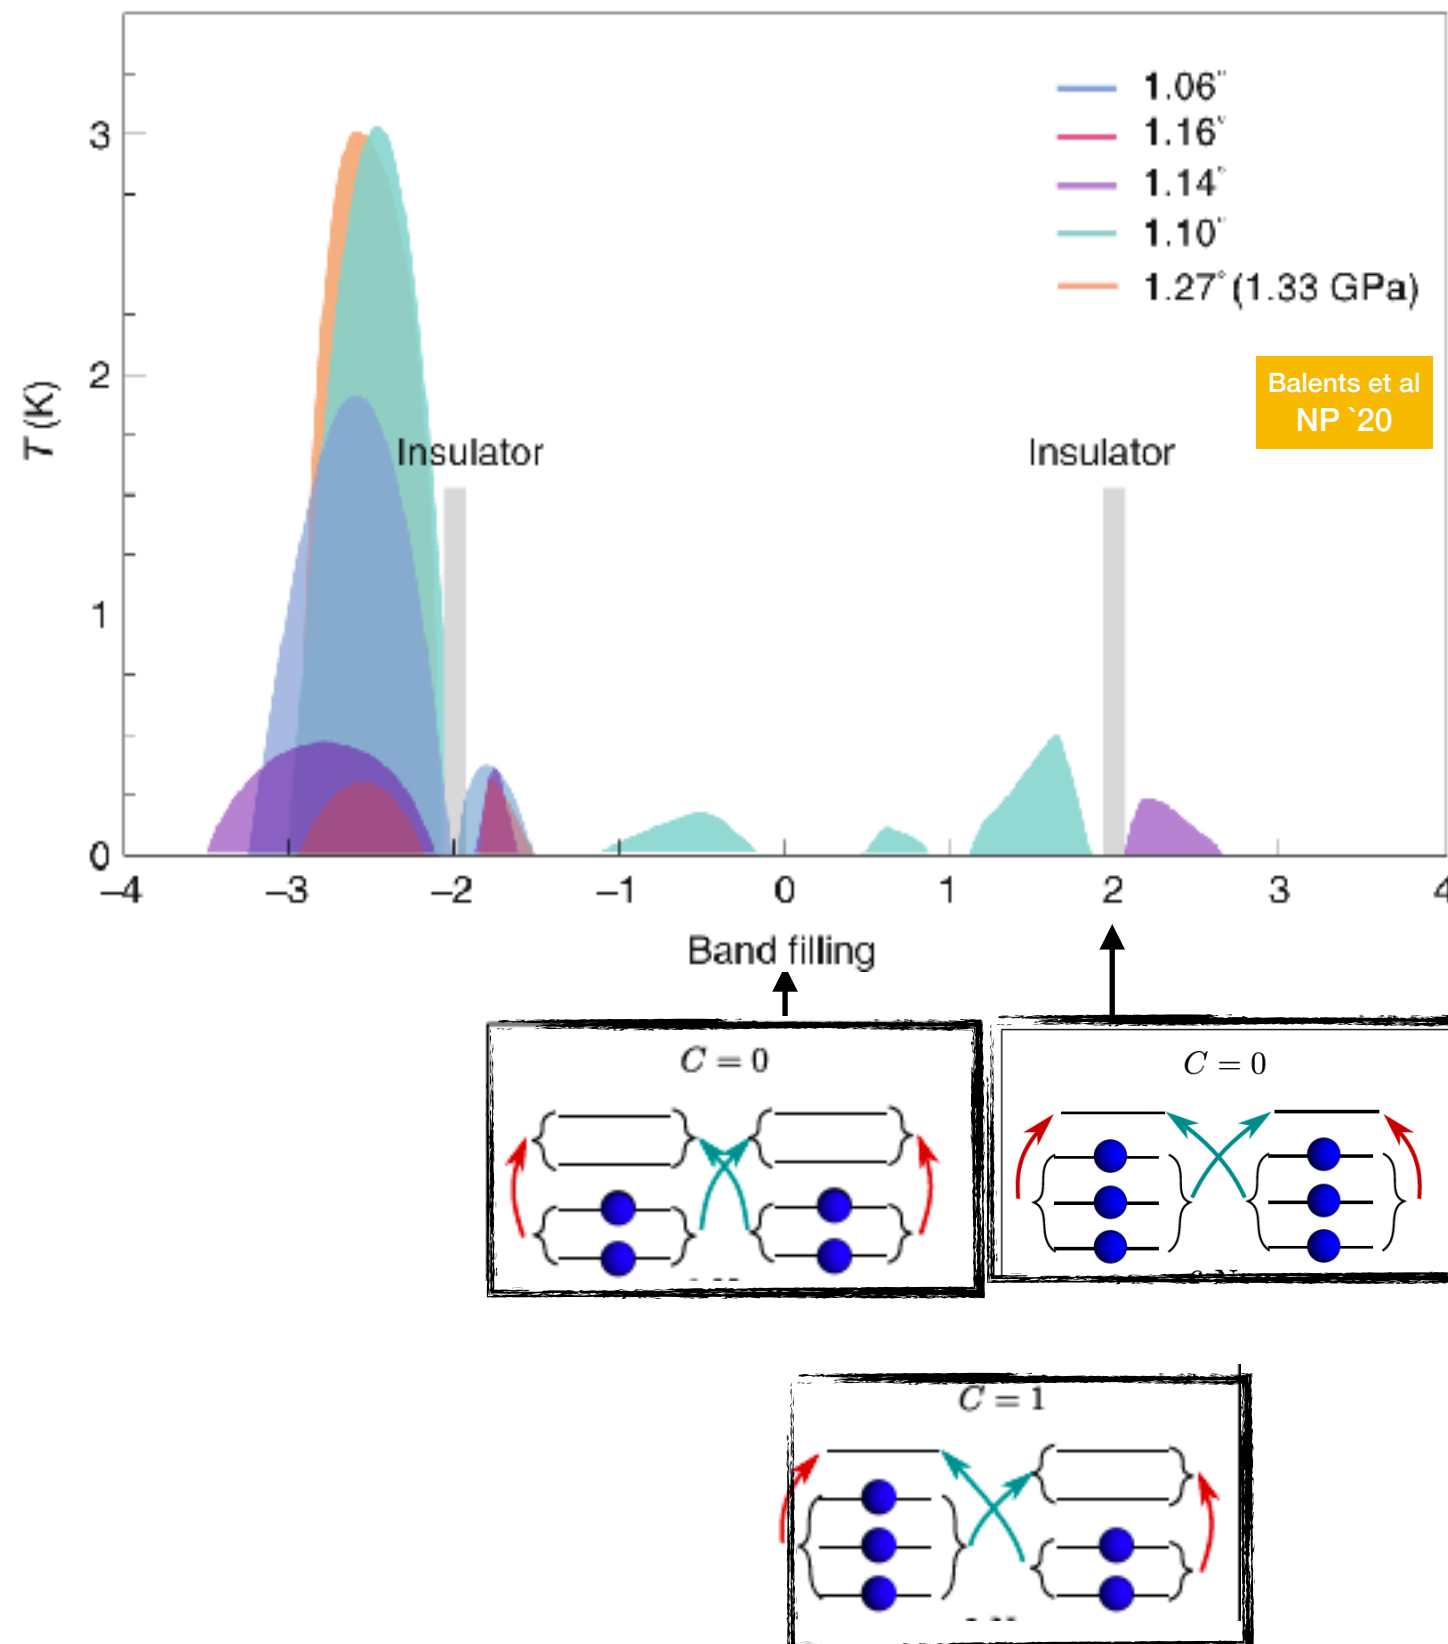 1.06°
1.16°
1.14°
1.10°
1.27° (1.33 GPa)
Balents et al
NP `20
Insulator
Insulator
T (K)
3
2
1
0
–4 –3 –2 –1 0 1 2 3 4
Band filling
C = 0
C = 0
C = 1